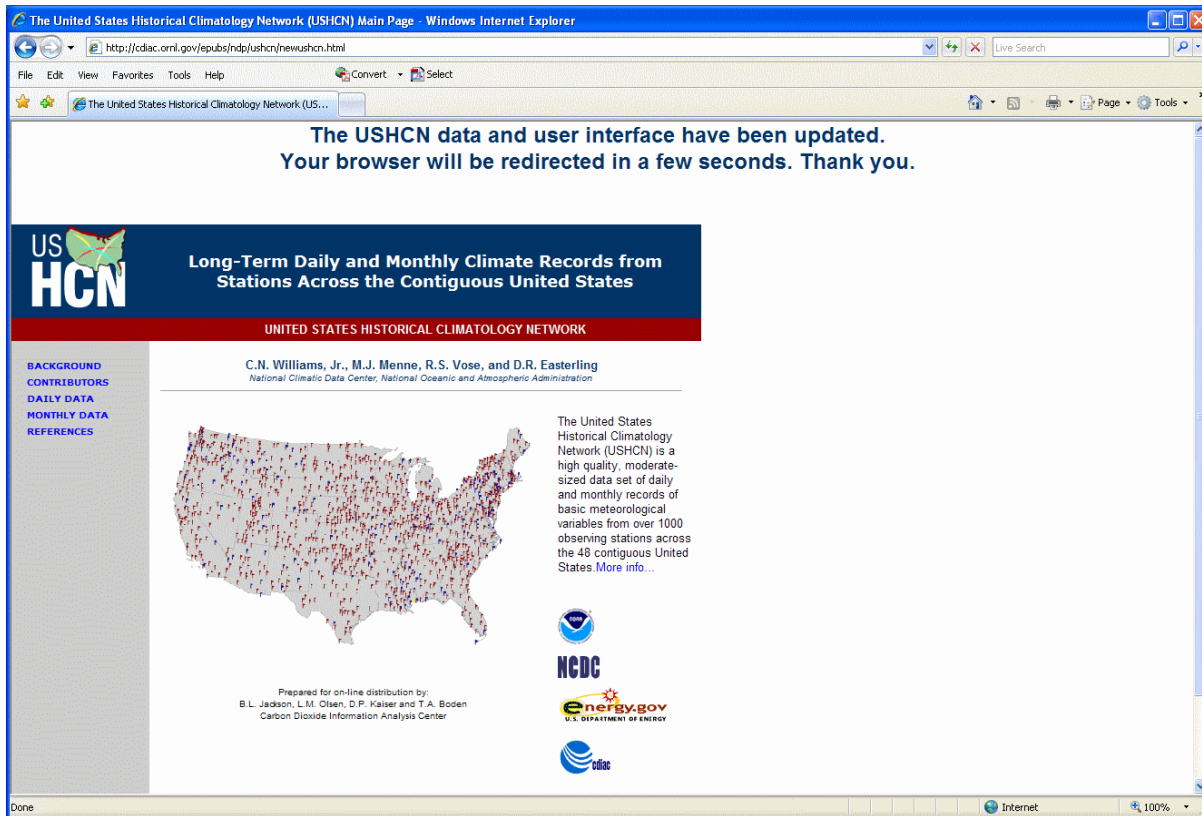 The United States Historical Climatology Network (USHCN) Main Page - Windows Internet Explorer
http://cdiac.ornl.gov/epubs/ndp/ushcn/newushcn.html
Live Search
File Edit View Favorites Tools Help
Convert
Select
The United States Historical Climatology Network (US...
Page
Tools
The USHCN data and user interface have been updated.
Your browser will be redirected in a few seconds. Thank you.
US
HCN
Long-Term Daily and Monthly Climate Records from
Stations Across the Contiguous United States
UNITED STATES HISTORICAL CLIMATOLOGY NETWORK
BACKGROUND
CONTRIBUTORS
DAILY DATA
MONTHLY DATA
REFERENCES
C.N. Williams, Jr., M.J. Menne, R.S. Vose, and D.R. Easterling
National Climatic Data Center, National Oceanic and Atmospheric Administration
The United States
Historical Climatology
Network (USHCN) is a
high quality, moderate-
sized data set of daily
and monthly records of
basic meteorological
variables from over 1000
observing stations across
the 48 contiguous United
States.More info...
NOAA
NCDC
energy.gov
U.S. DEPARTMENT OF ENERGY
cdiac
Prepared for on-line distribution by:
B.L. Jackson, L.M. Olsen, D.P. Kaiser and T.A. Boden
Carbon Dioxide Information Analysis Center
Done
Internet
100%